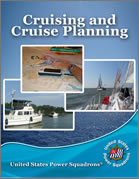 Cruising and
Cruise Planning
United States Power Squadrons®